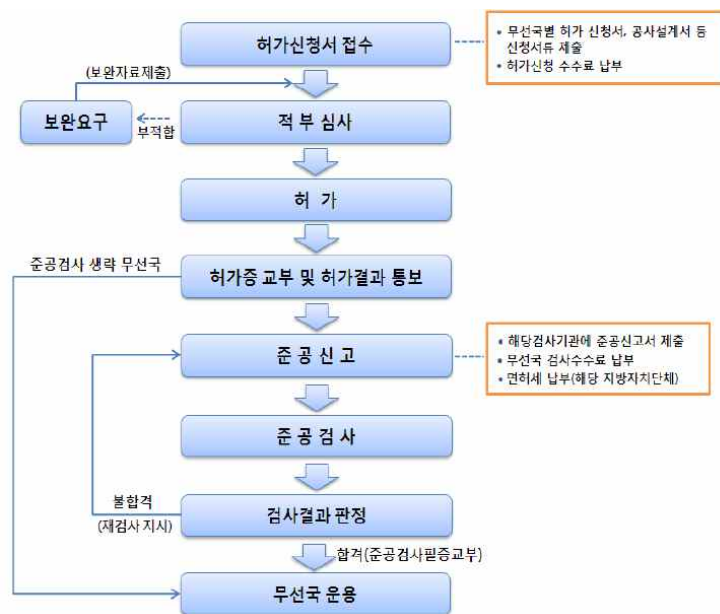 허가신청서 접수
• 무선국별 허가 신청서, 공사설계서 등
신청서류 제출
• 허가신청 수수료 납부
(보완자료제출)
보완요구
부적합
적 부 심 사
허 가
준공검사 생략 무선국
허가증 교부 및 허가결과 통보
준 공 신 고
• 해당검사기관에 준공신고서 제출
• 무선국 검사수수료 납부
• 면허세 납부(해당 지방자치단체)
준 공 검 사
불합격
(재검사 지시)
검사결과 판정
합격(준공검사필증교부)
무선국 운용